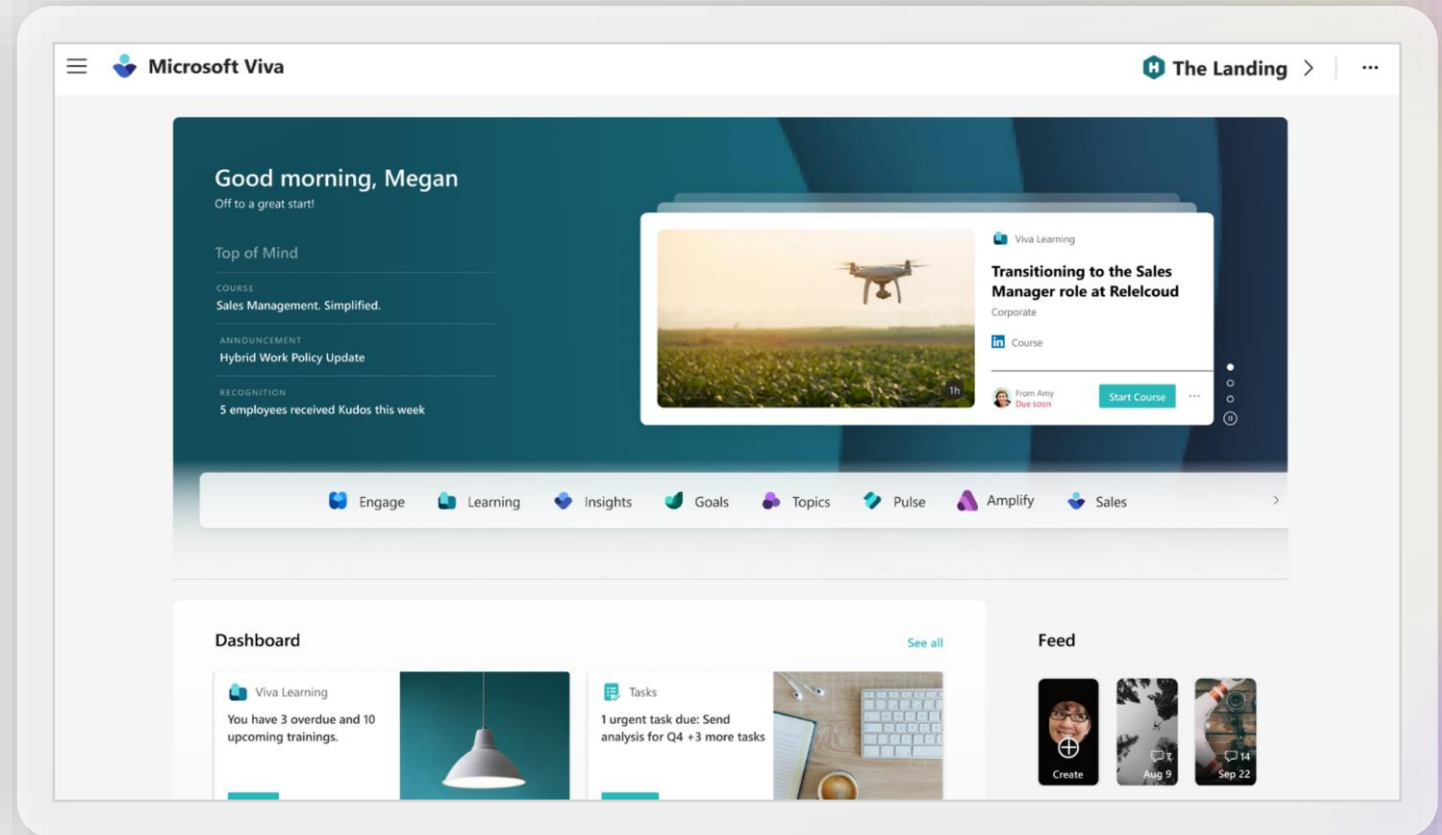 Microsoft Viva
The Landing
Good morning, Megan
Off to a great start!
Top of Mind
COURSE
Sales Management. Simplified.
ANNOUNCEMENT
Hybrid Work Policy Update
RECOGNITION
5 employees received Kudos this week
1h
Viva Learning
Transitioning to the Sales
Manager role at Relelcoud
Corporate
in Course
From Amy
Due soon
Start Course
Engage
Learning
Insights
Goals
Topics
Pulse
Amplify
Sales
Dashboard
See all
Viva Learning
You have 3 overdue and 10
upcoming trainings.
Tasks
1 urgent task due: Send
analysis for Q4 +3 more tasks
Feed
Create
7
Aug 9
14
Sep 22